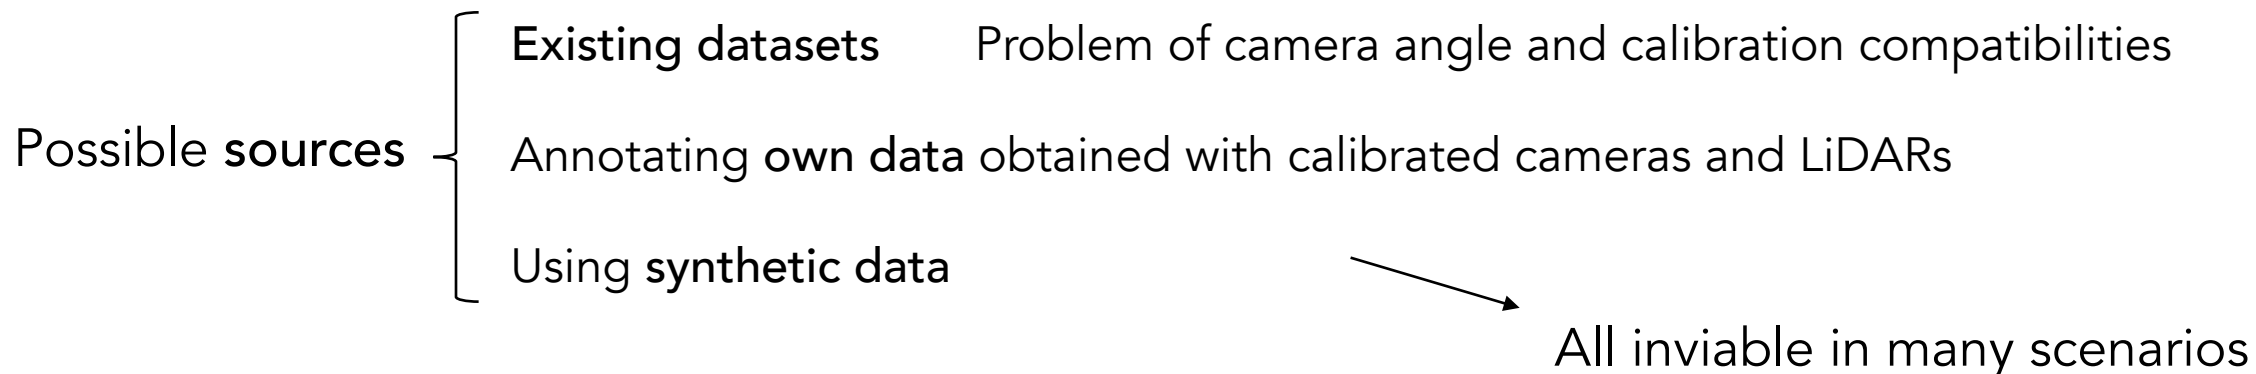 Existing datasets Problem of camera angle and calibration compatibilities
Possible sources
Annotating own data obtained with calibrated cameras and LiDARs
Using synthetic data
All inviable in many scenarios